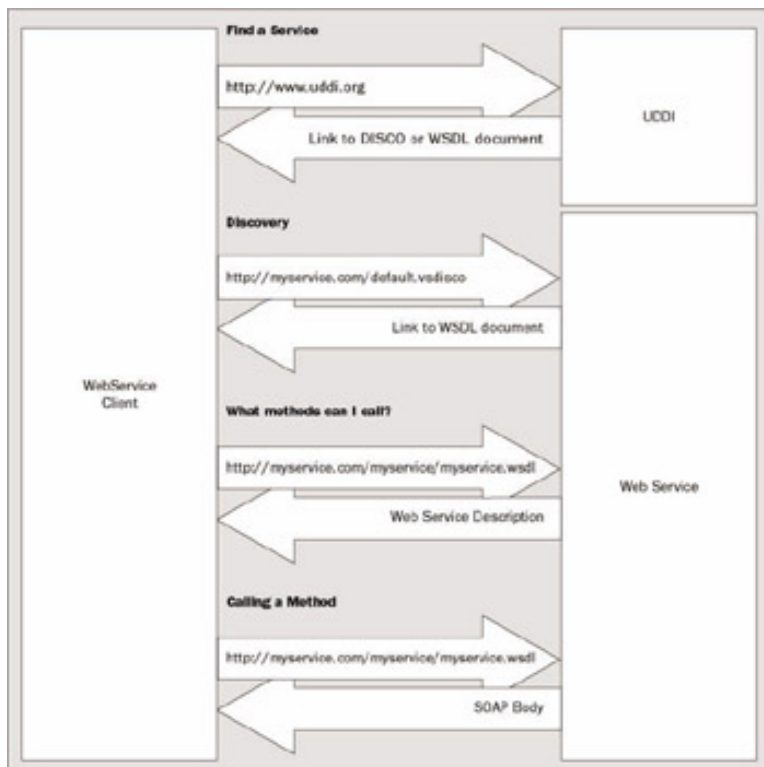 Find a Service
http://www.uddi.org
UDDI
Link to DISCO or WSDL document
Discovery
http://myservice.com/default.vsdisco
Link to WSDL document
WebService
Client
What methods can I call?
http://myservice.com/myservice/myservice.wsdl
Web Service
Web Service Description
Calling a Method
http://myservice.com/myservice/myservice.wsdl
SOAP Body